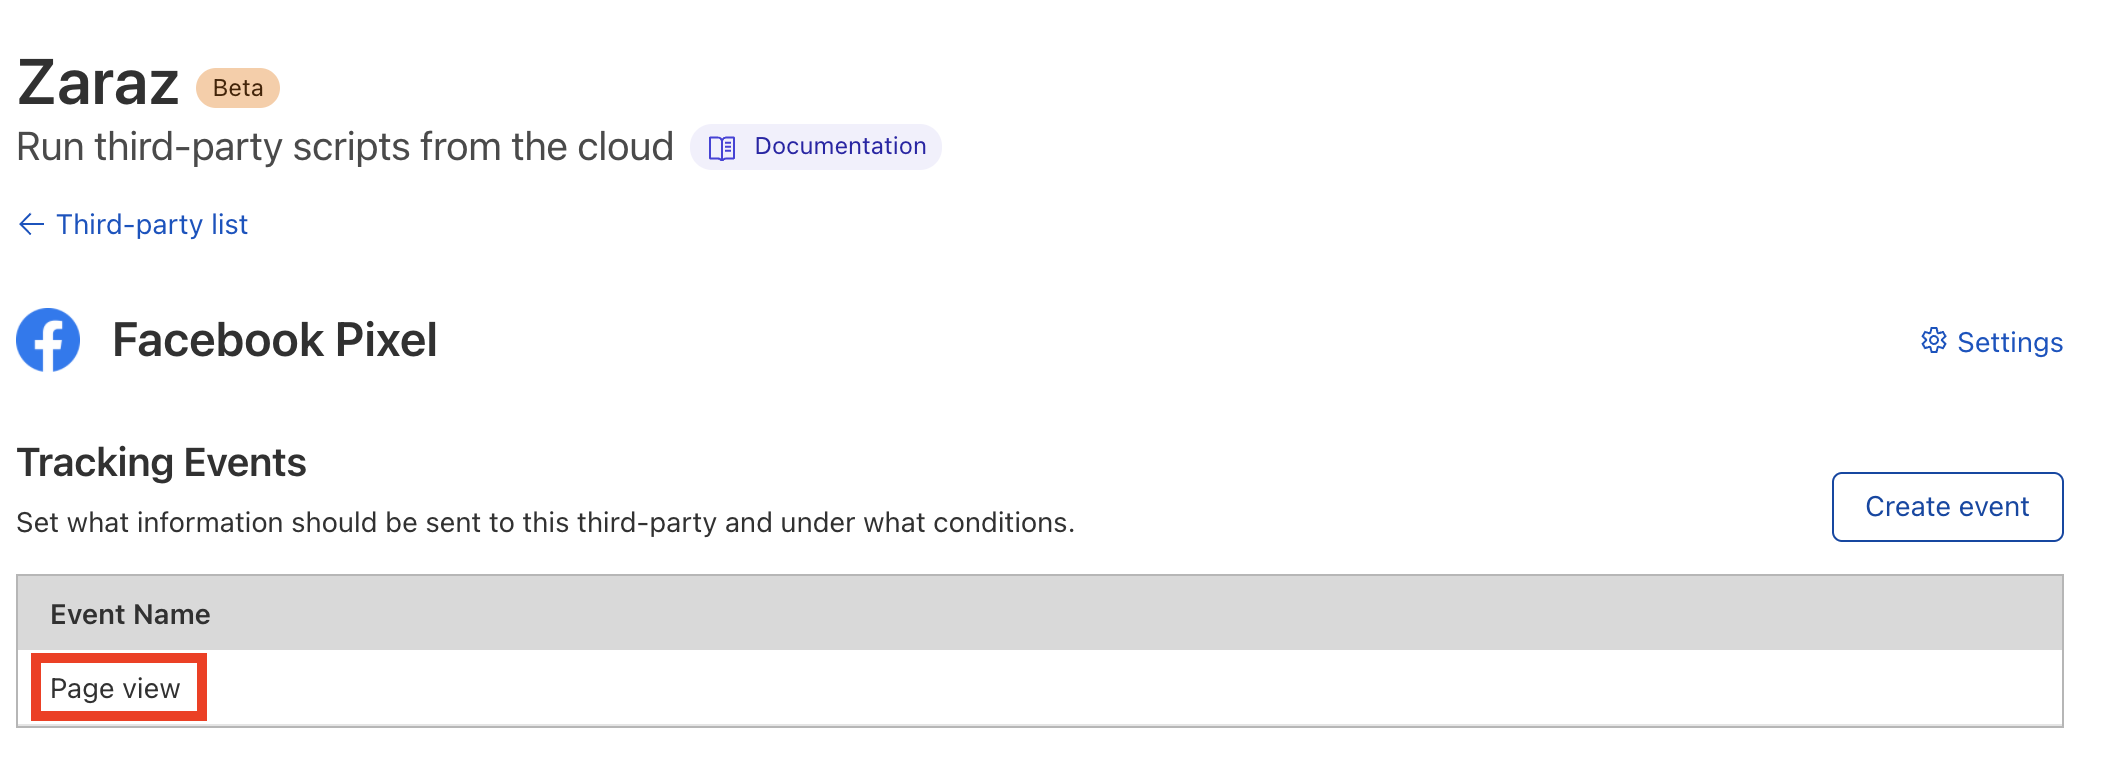 Zaraz Beta
Run third-party scripts from the cloud Documentation
← Third-party list
Facebook Pixel Settings
Tracking Events
Set what information should be sent to this third-party and under what conditions.
Create event
Event Name
Page view